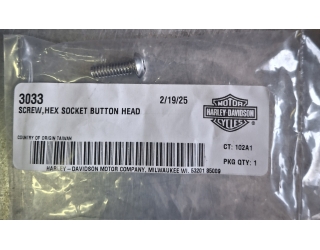 3033 2/19/25
SCREW,HEX SOCKET BUTTON HEAD
MOTOR
HARLEY-DAVIDSON
CYCLES
COUNTRY OF ORIGIN TAIWAN
CT: 102A1
PKG QTY: 1
HARLEY-DAVIDSON MOTOR COMPANY, MILWAUKEE WI. 53201 95009